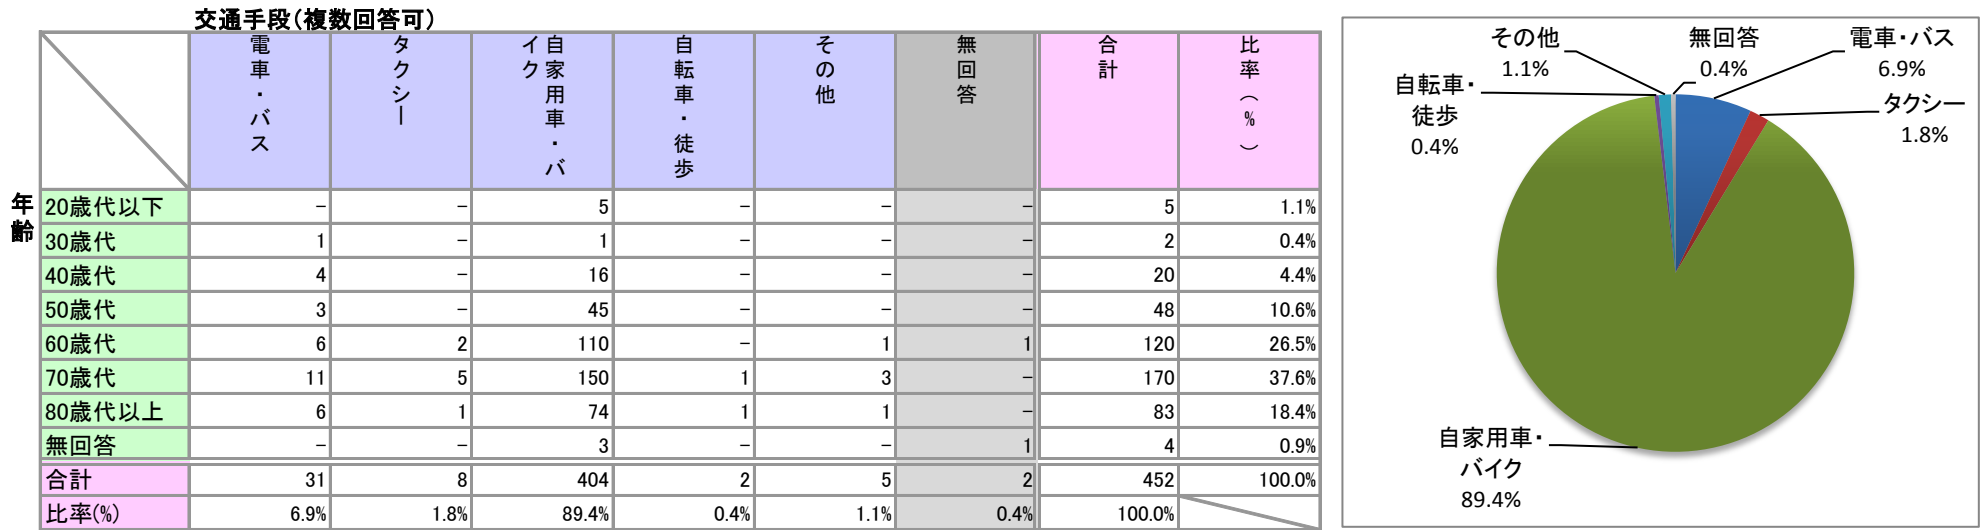 交通手段(複数回答可)
電車・バス タクシー 自家用車・バイク 自転車・徒歩 その他 無回答 合計 比率(%)
年齢
20歳代以下 － － 5 － － － 5 1.1%
30歳代 1 － 1 － － － 2 0.4%
40歳代 4 － 16 － － － 20 4.4%
50歳代 3 － 45 － － － 48 10.6%
60歳代 6 2 110 － 1 1 120 26.5%
70歳代 11 5 150 1 3 － 170 37.6%
80歳代以上 6 1 74 1 1 － 83 18.4%
無回答 － － 3 － － 1 4 0.9%
合計 31 8 404 2 5 2 452 100.0%
比率(%) 6.9% 1.8% 89.4% 0.4% 1.1% 0.4% 100.0%
その他
1.1%
無回答
0.4%
電車・バス
6.9%
タクシー
1.8%
自転車・
徒歩
0.4%
自家用車・
バイク
89.4%